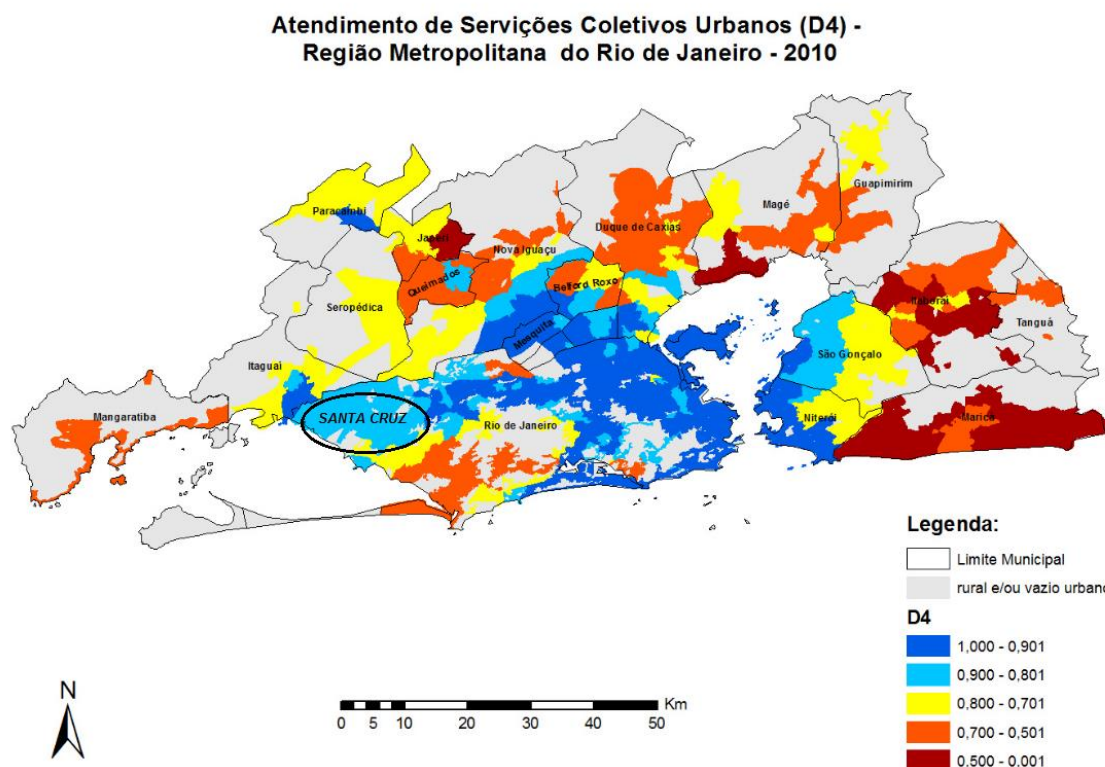 Atendimento de Servições Coletivos Urbanos (D4) -
Região Metropolitana do Rio de Janeiro - 2010
Guapimirim
Paracambi
Magé
Japeri
Duque de Caxias
Nova Iguaçu
Queimados
Belford Roxo
Seropédica
Itaboraí
Tanguá
Mesquita
São Gonçalo
Itaguaí
Mangaratiba
SANTA CRUZ
Rio de Janeiro
Niterói
Maricá
Legenda:
Limite Municipal
rural e/ou vazio urbano
D4
1,000 - 0,901
0,900 - 0,801
0,800 - 0,701
0,700 - 0,501
0.500 - 0.001
N
Km
0 5 10 20 30 40 50